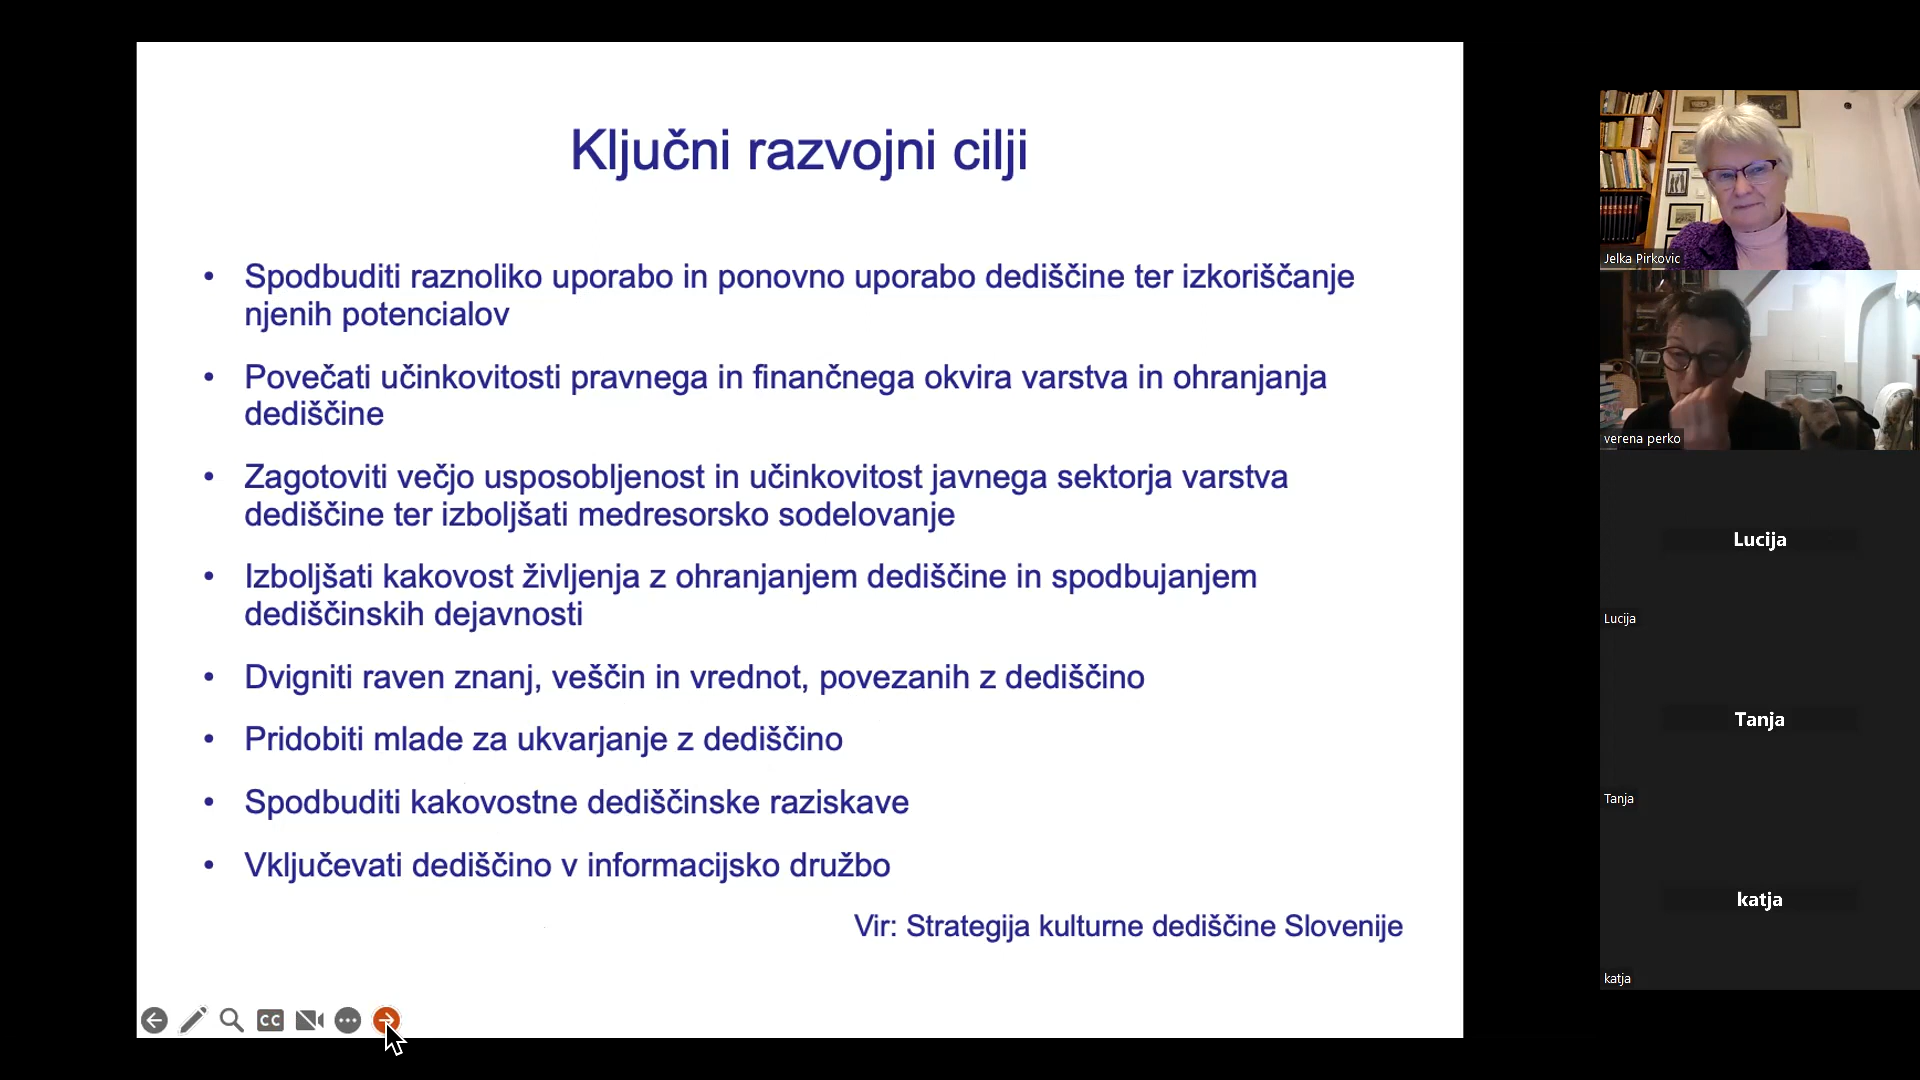 Ključni razvojni cilji
• Spodbuditi raznoliko uporabo in ponovno uporabo dediščine ter izkoriščanje
njenih potencialov
• Povečati učinkovitosti pravnega in finančnega okvira varstva in ohranjanja
dediščine
• Zagotoviti večjo usposobljenost in učinkovitost javnega sektorja varstva
dediščine ter izboljšati medresorsko sodelovanje
• Izboljšati kakovost življenja z ohranjanjem dediščine in spodbujanjem
dediščinskih dejavnosti
• Dvigniti raven znanj, veščin in vrednot, povezanih z dediščino
• Pridobiti mlade za ukvarjanje z dediščino
• Spodbuditi kakovostne dediščinske raziskave
• Vključevati dediščino v informacijsko družbo
Vir: Strategija kulturne dediščine Slovenije
CC
Jelka Pirkovic
verena perko
Lucija
Lucija
Tanja
Tanja
katja
katja